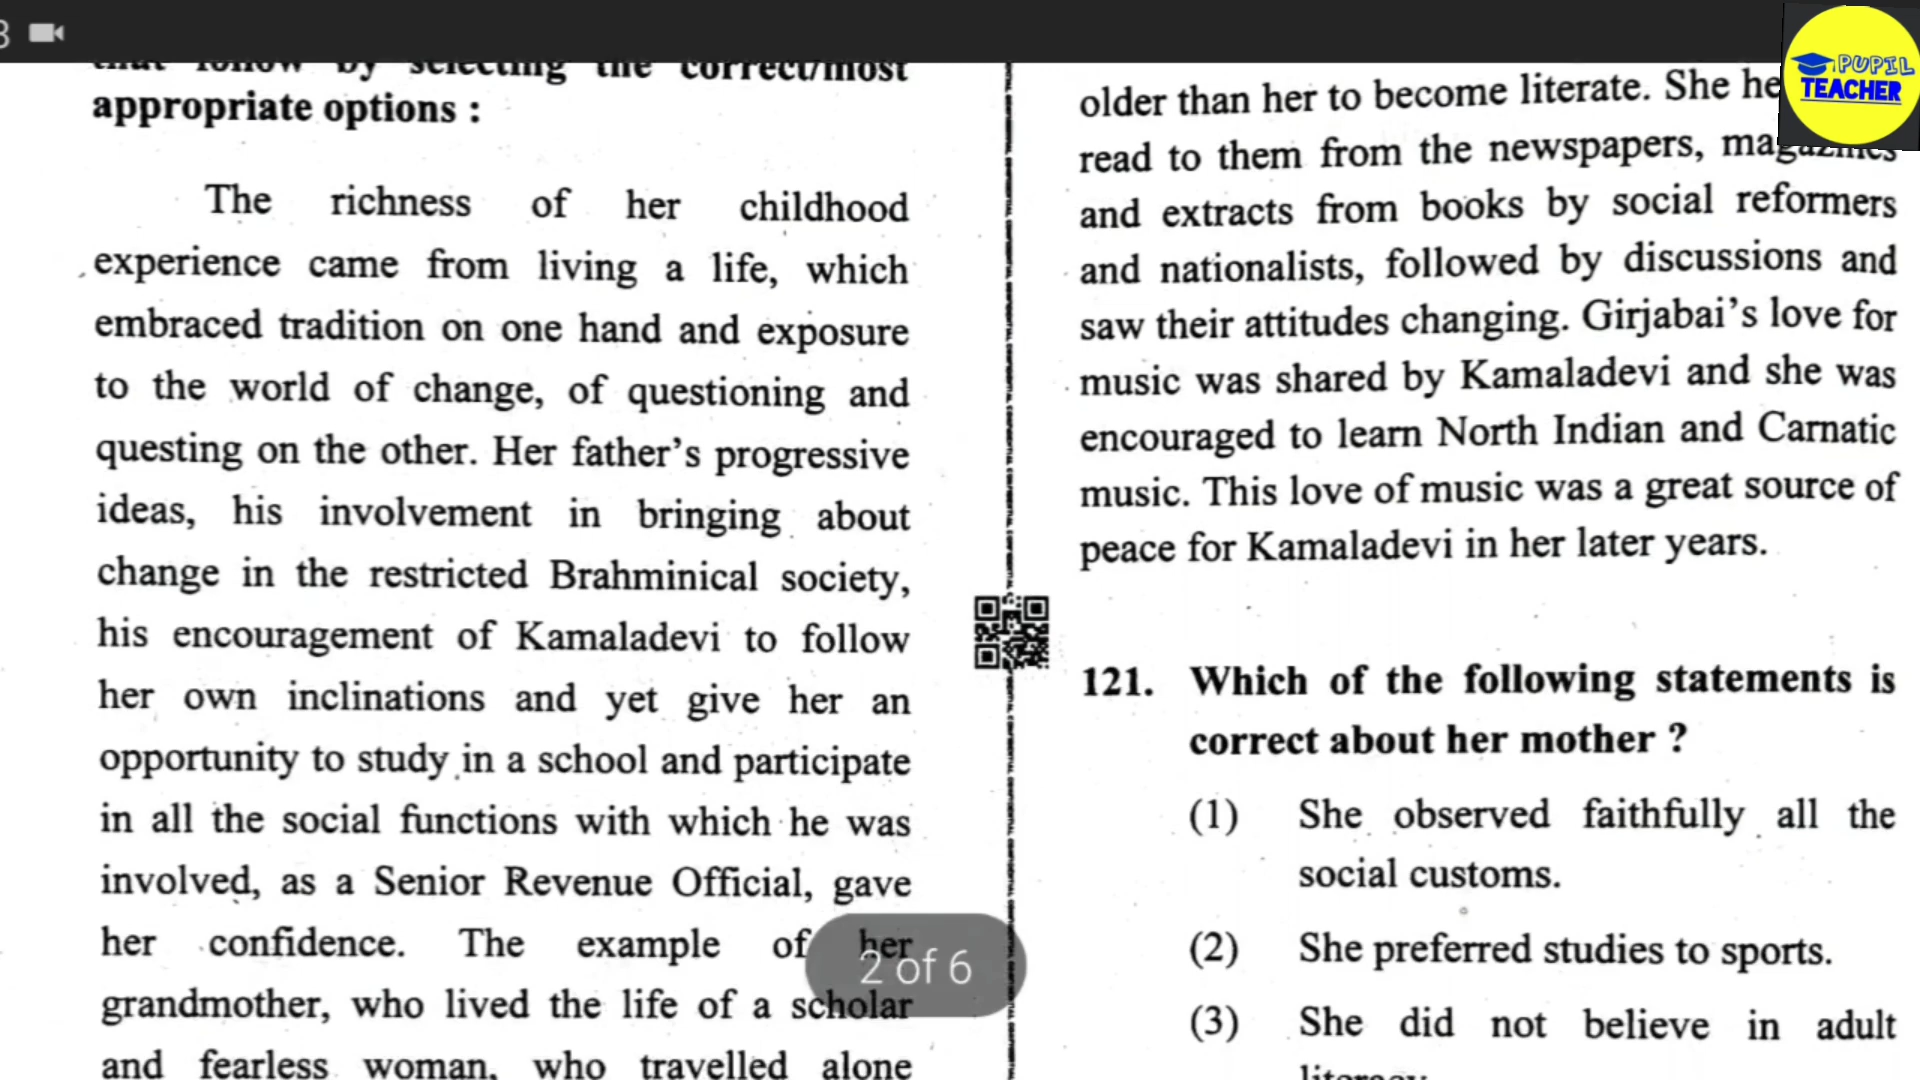 3
PUPIL
TEACHER
that follow by selecting the correct/most
appropriate options :
The richness of her childhood
experience came from living a life, which
embraced tradition on one hand and exposure
to the world of change, of questioning and
questing on the other. Her father's progressive
ideas, his involvement in bringing about
change in the restricted Brahminical society,
his encouragement of Kamaladevi to follow
her own inclinations and yet give her an
opportunity to study in a school and participate
in all the social functions with which he was
involved, as a Senior Revenue Official, gave
her confidence. The example of her
grandmother, who lived the life of a scholar
and fearless woman, who travelled alone
2 of 6
older than her to become literate. She he
read to them from the newspapers, magazines
and extracts from books by social reformers
and nationalists, followed by discussions and
saw their attitudes changing. Girjabai's love for
music was shared by Kamaladevi and she was
encouraged to learn North Indian and Carnatic
music. This love of music was a great source of
peace for Kamaladevi in her later years.
121. Which of the following statements is
correct about her mother ?
(1) She observed faithfully all the
social customs.
(2) She preferred studies to sports.
(3) She did not believe in adult
literacy.